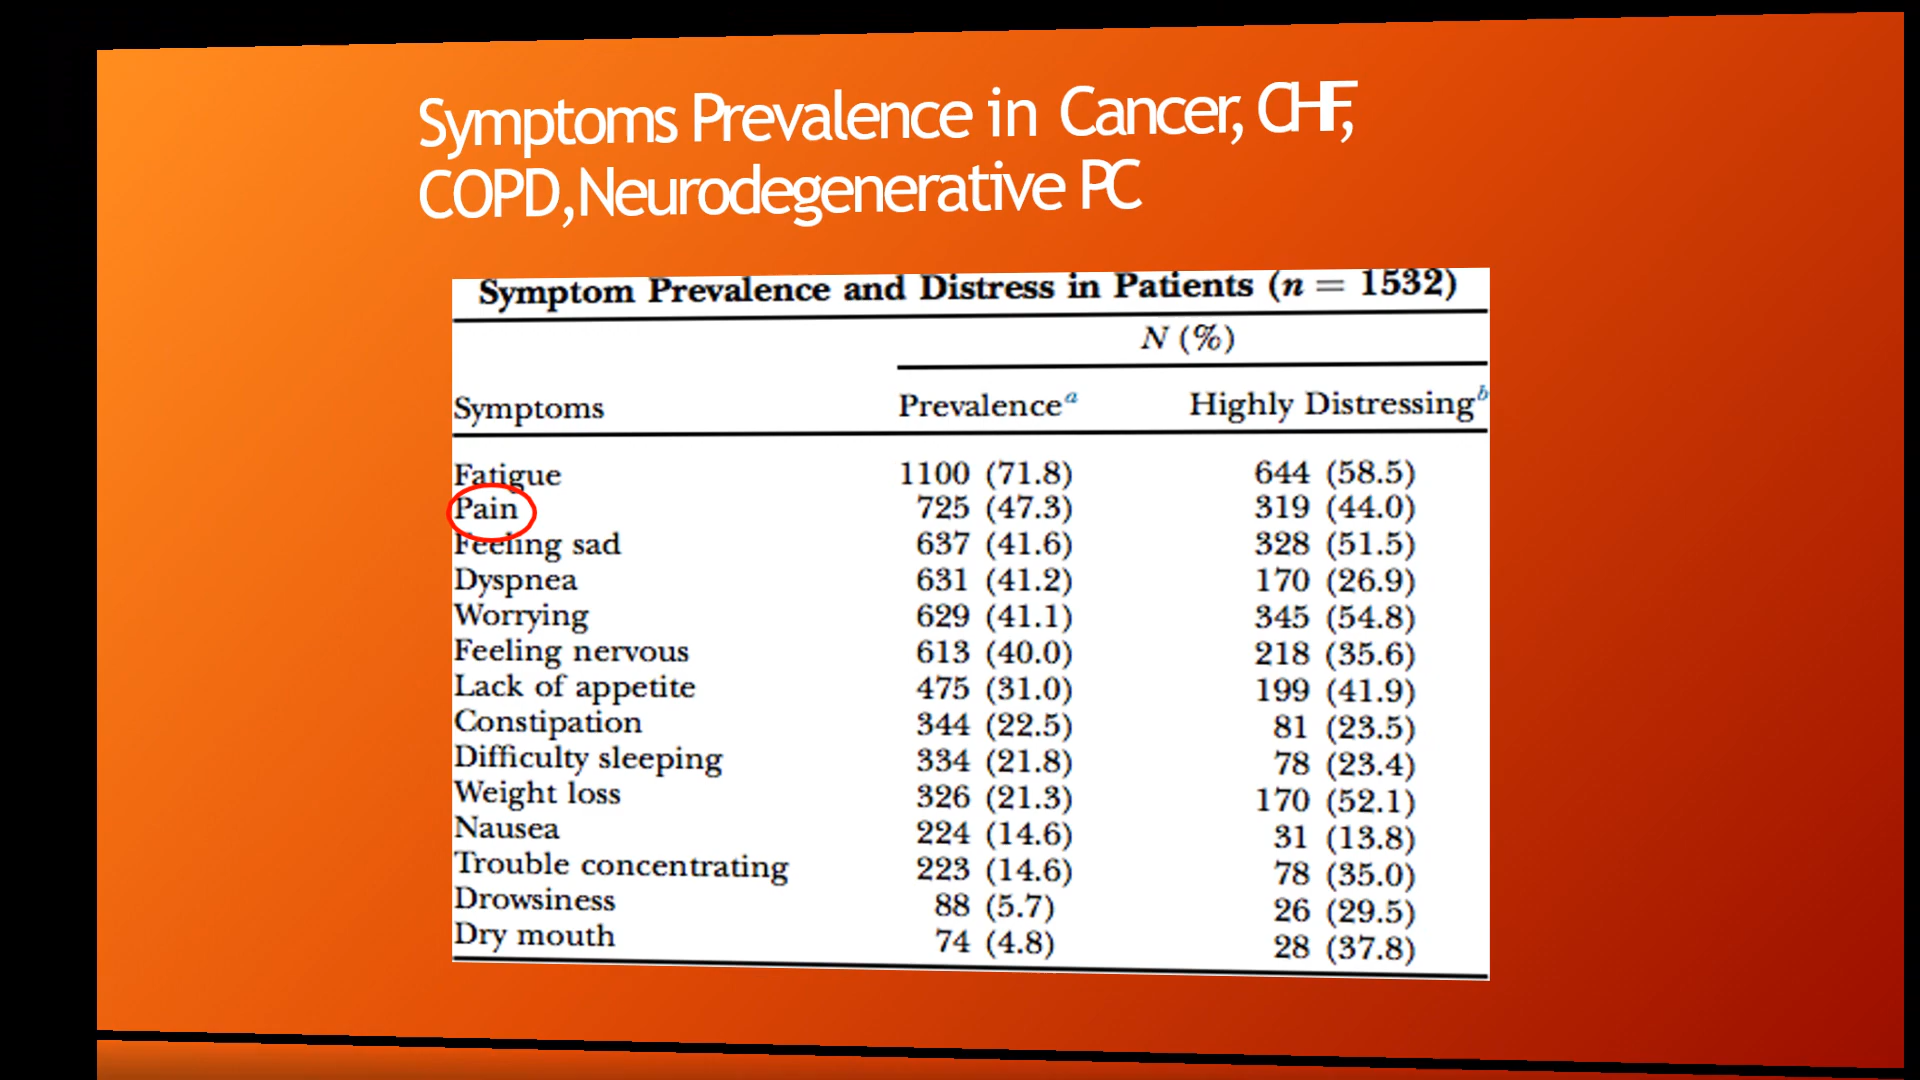 Symptoms Prevalence in Cancer, CHF,
COPD,Neurodegenerative PC
Symptom Prevalence and Distress in Patients (n = 1532)
N (%)
Symptoms Prevalence a Highly Distressing b
Fatigue 1100 (71.8) 644 (58.5)
Pain 725 (47.3) 319 (44.0)
Feeling sad 637 (41.6) 328 (51.5)
Dyspnea 631 (41.2) 170 (26.9)
Worrying 629 (41.1) 345 (54.8)
Feeling nervous 613 (40.0) 218 (35.6)
Lack of appetite 475 (31.0) 199 (41.9)
Constipation 344 (22.5) 81 (23.5)
Difficulty sleeping 334 (21.8) 78 (23.4)
Weight loss 326 (21.3) 170 (52.1)
Nausea 224 (14.6) 31 (13.8)
Trouble concentrating 223 (14.6) 78 (35.0)
Drowsiness 88 (5.7) 26 (29.5)
Dry mouth 74 (4.8) 28 (37.8)